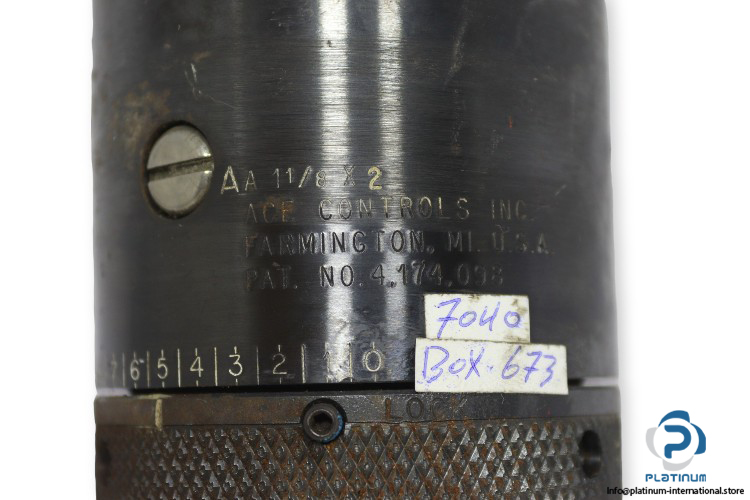 AA 1 1/8 X 2
ACE CONTROLS INC.
FARMINGTON, MI. U.S.A.
PAT. NO. 4,174,098
7040
BOX. 673
7 6 5 4 3 2 1 0
LOCK
PLATINUM
info@platinum-international.store